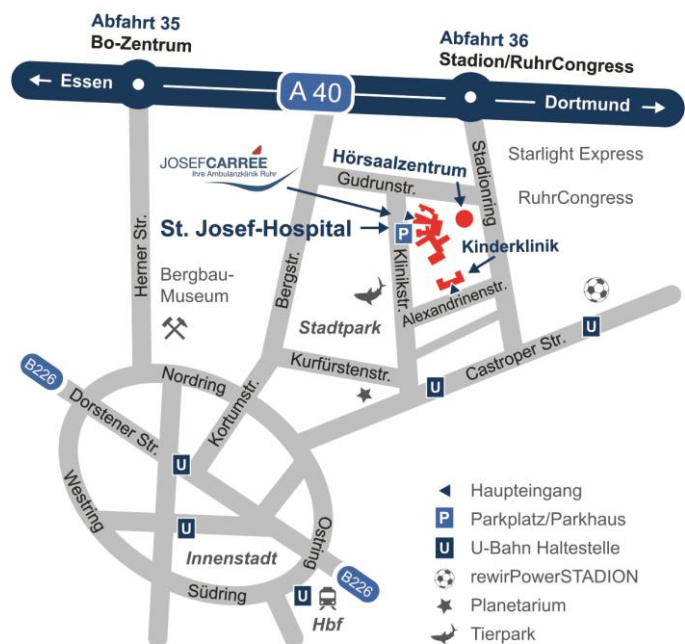 Abfahrt 35
Bo-Zentrum
Abfahrt 36
Stadion/RuhrCongress
Essen
A 40
Dortmund
JOSEFCARRÉE
Ihre Ambulanzklinik Ruhr
Hörsaalzentrum
Gudrunstr.
Stadionring
Starlight Express
RuhrCongress
St. Josef-Hospital
P
Kinderklinik
Herner Str.
Bergstr.
Klinikstr.
Bergbau-
Museum
Stadtpark
Alexandrinenstr.
Castroper Str.
U
Kurfürstenstr.
U
B226
Nordring
Dorstener Str.
Kortumstr.
U
Westring
U
Innenstadt
Ostring
B226
Südring
U
Hbf
Haupteingang
P Parkplatz/Parkhaus
U U-Bahn Haltestelle
rewirPowerSTADION
Planetarium
Tierpark